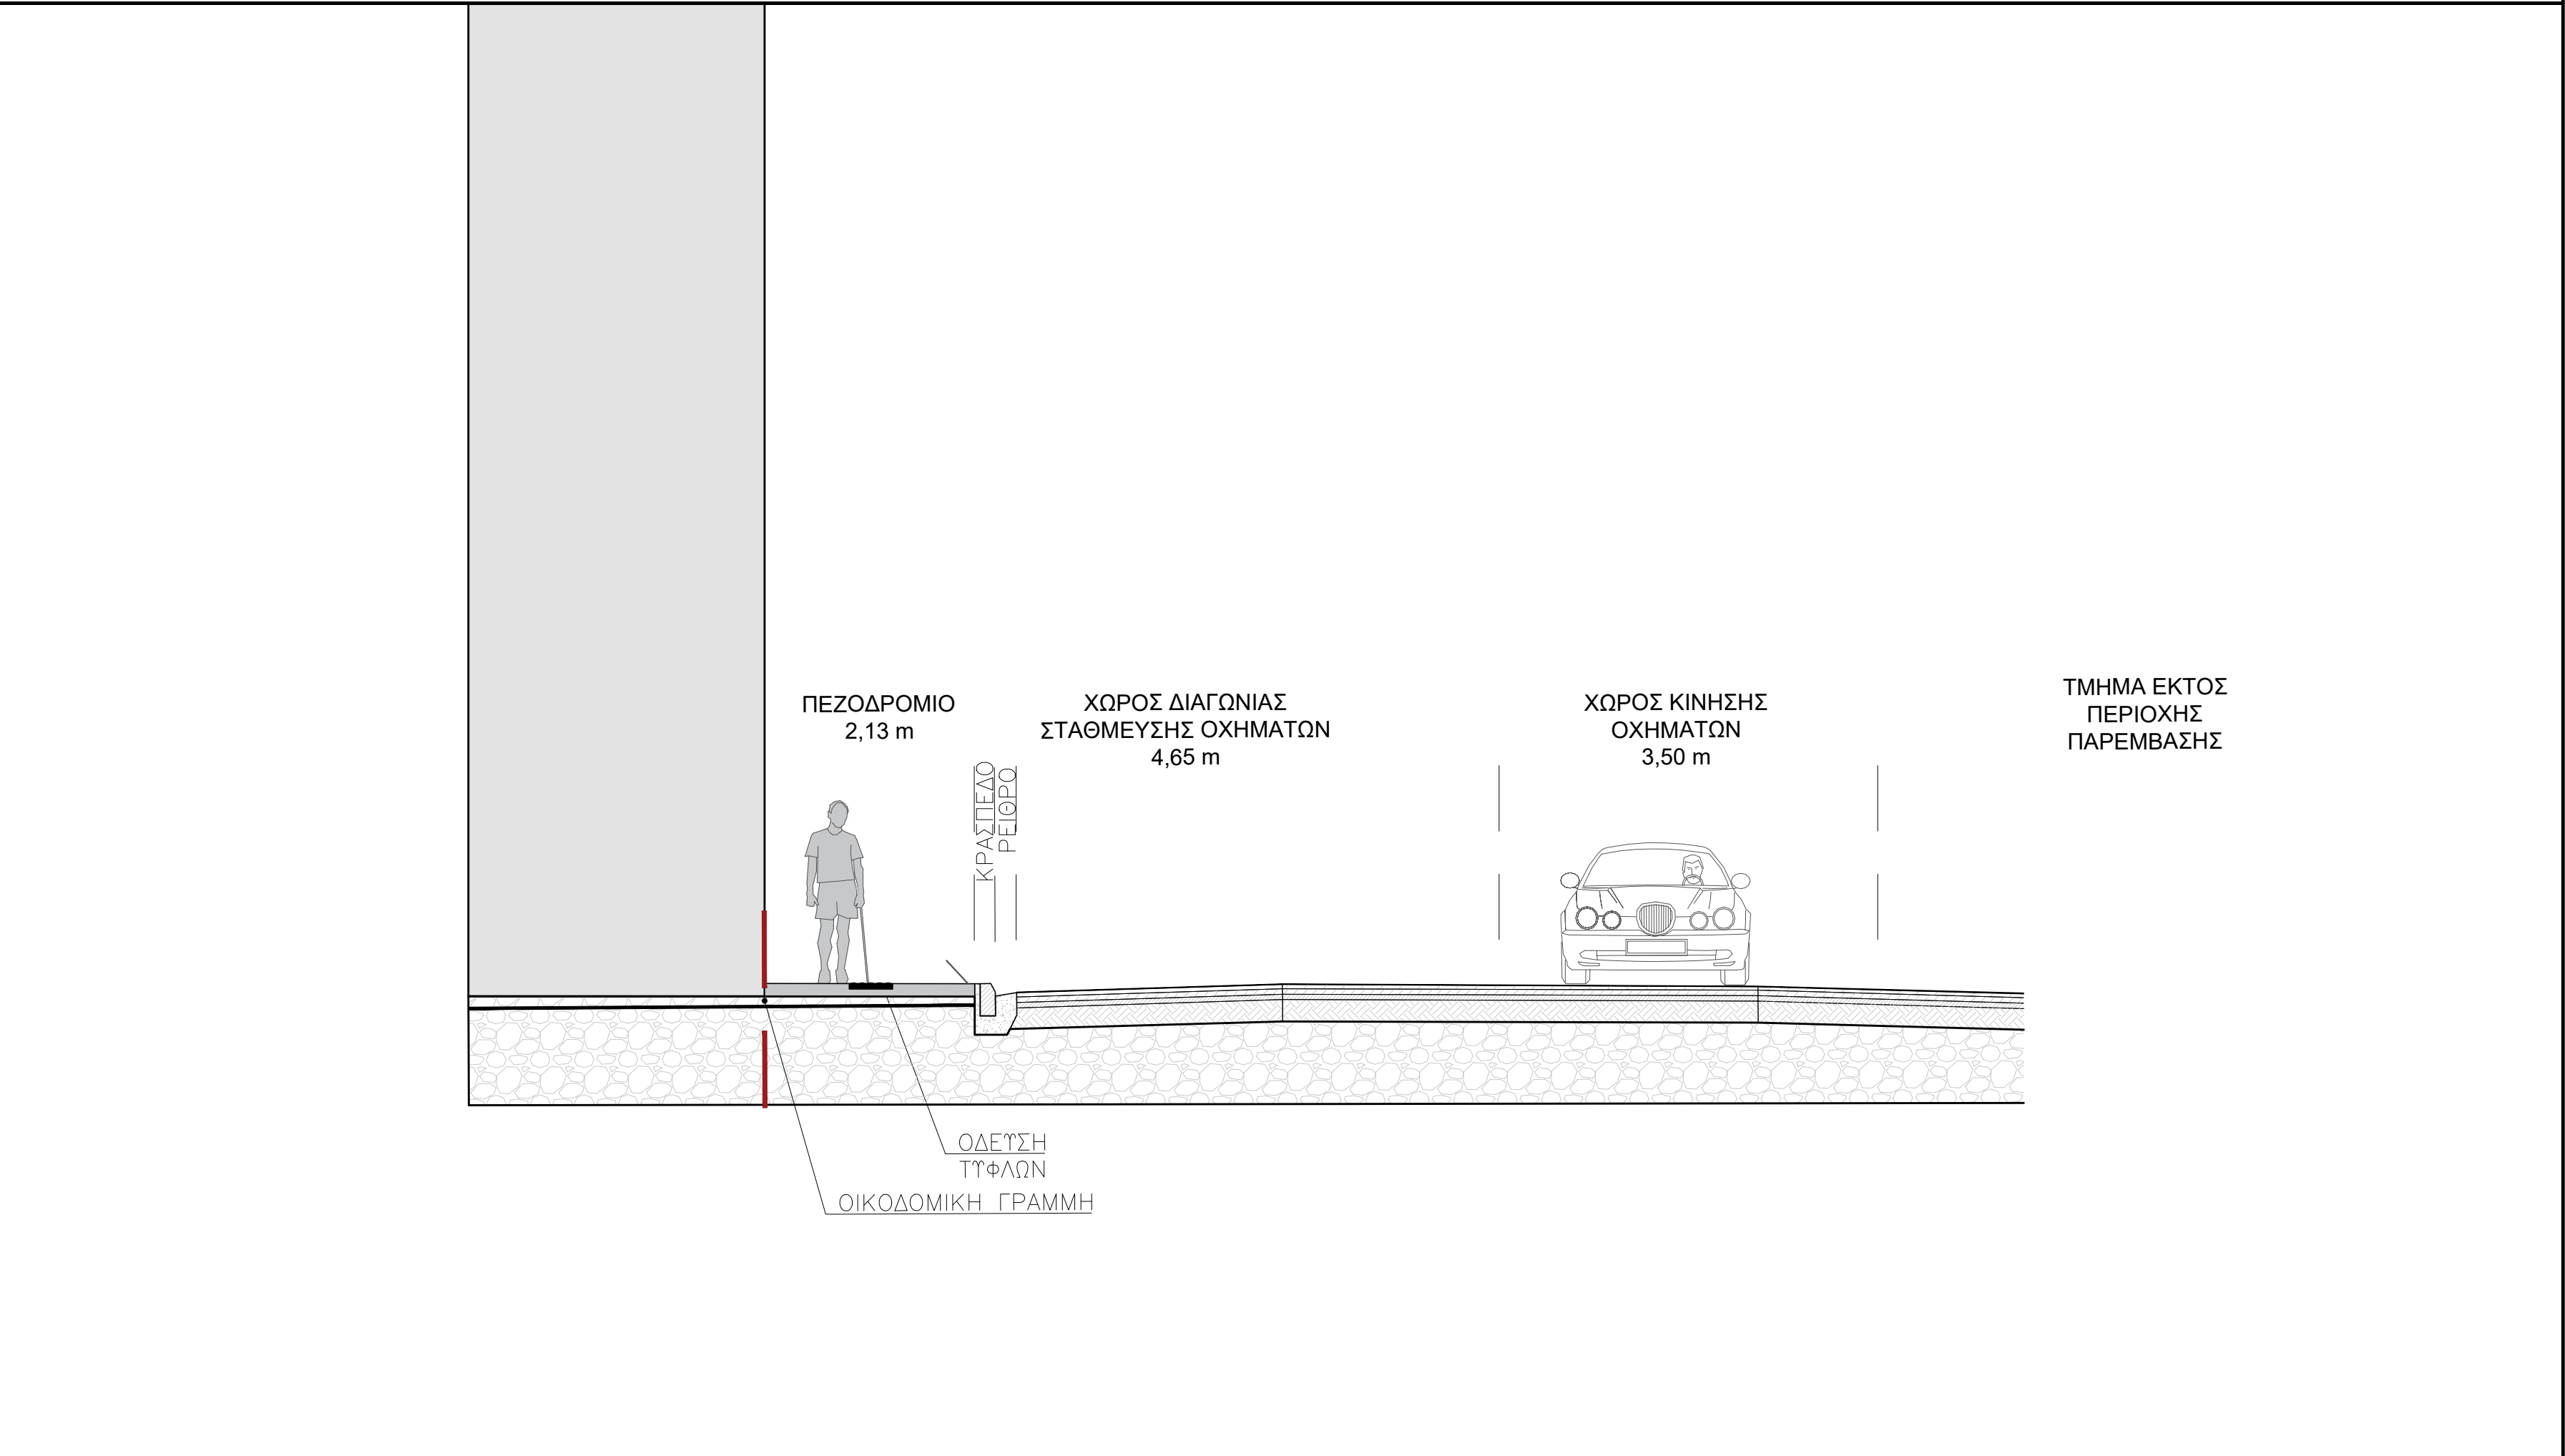 ΠΕΖΟΔΡΟΜΙΟ
2,13 m
ΚΡΑΣΠΕΔΟ
ΡΕΙΘΡΟ
ΧΩΡΟΣ ΔΙΑΓΩΝΙΑΣ
ΣΤΑΘΜΕΥΣΗΣ ΟΧΗΜΑΤΩΝ
4,65 m
ΧΩΡΟΣ ΚΙΝΗΣΗΣ
ΟΧΗΜΑΤΩΝ
3,50 m
ΤΜΗΜΑ ΕΚΤΟΣ
ΠΕΡΙΟΧΗΣ
ΠΑΡΕΜΒΑΣΗΣ
ΟΔΕΥΣΗ
ΤΥΦΛΩΝ
ΟΙΚΟΔΟΜΙΚΗ ΓΡΑΜΜΗ